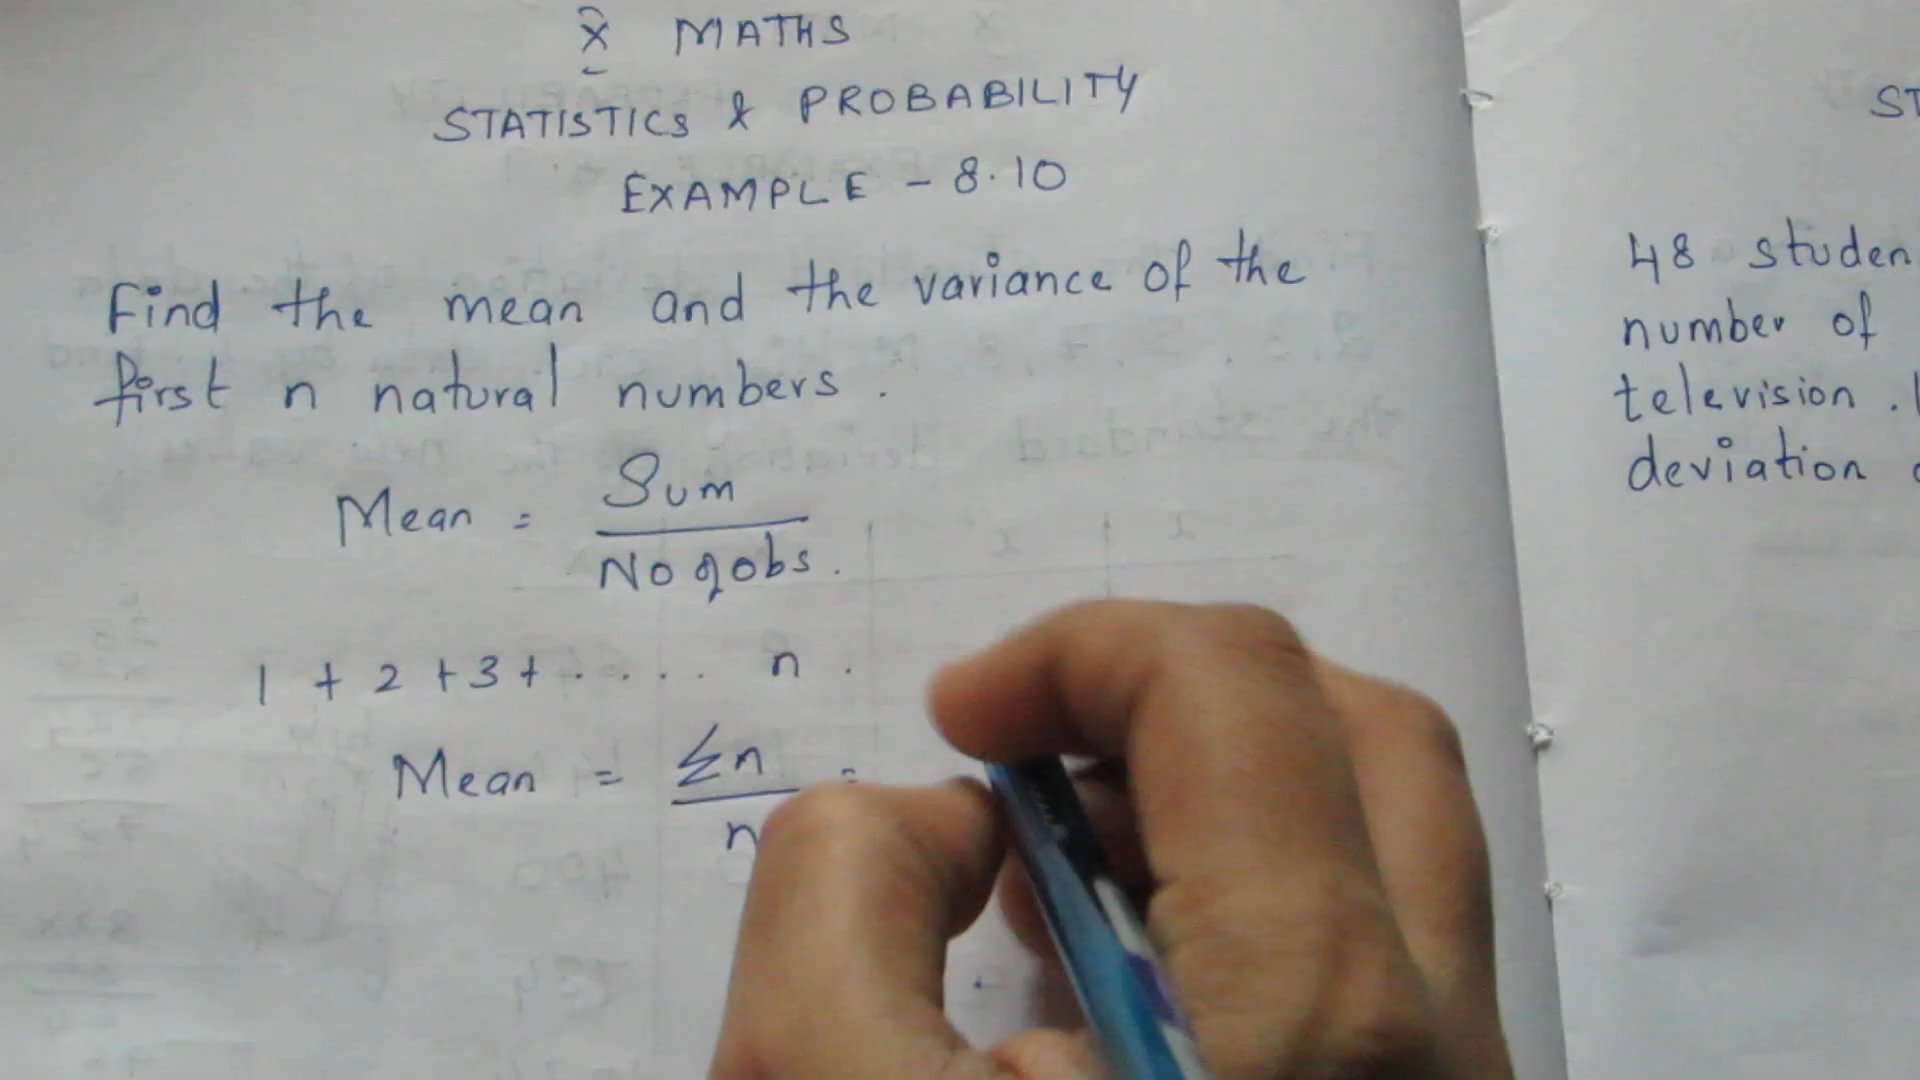 X MATHS
STATISTICS & PROBABILITY
EXAMPLE - 8.10
Find the mean and the variance of the
first n natural numbers.
Mean = Sum
No of obs.
1 + 2 + 3 + . . . . n .
Mean = Σn
n
=
ST
48 studen
number of
television .
deviation